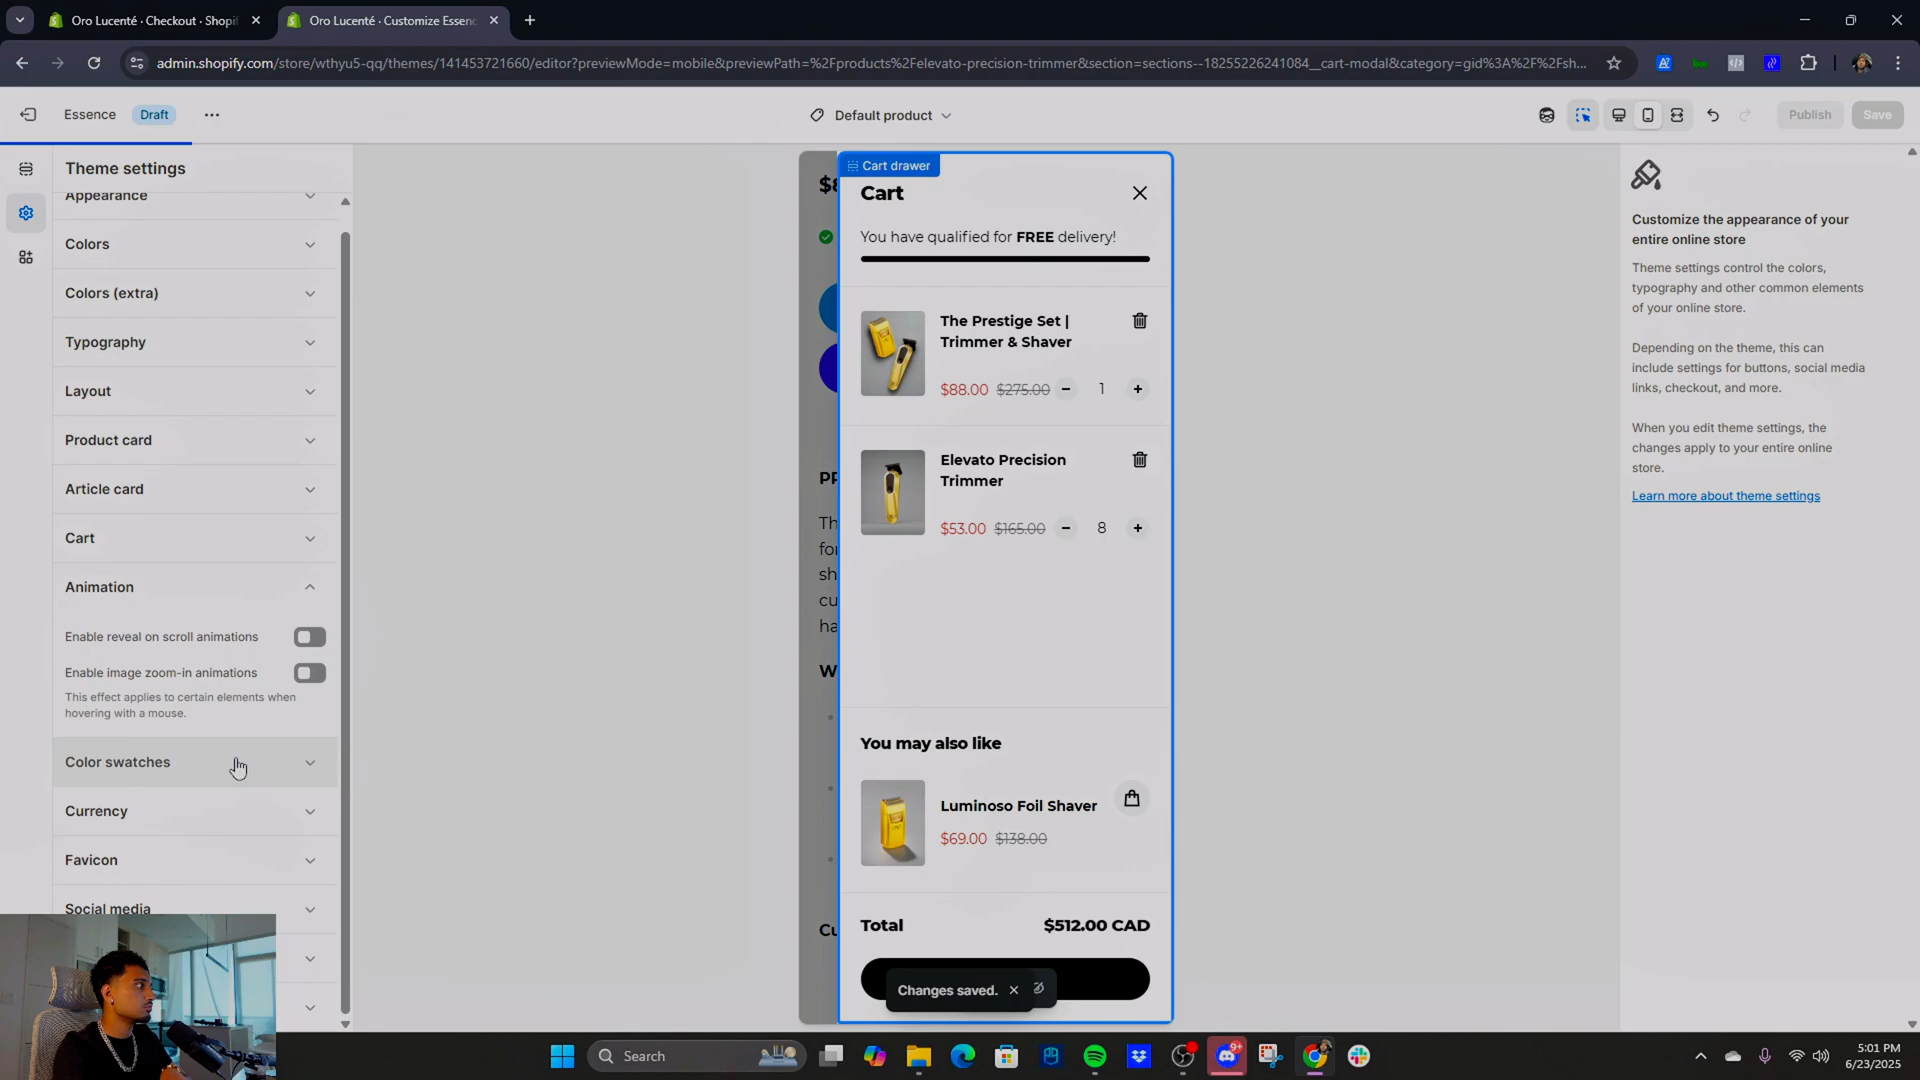 Oro Lucenté · Checkout · Shopif
Oro Lucenté · Customize Essenc
admin.shopify.com/store/wthyu5-qq/themes/141453721660/editor?previewMode=mobile&previewPath=%2Fproducts%2Felevato-precision-trimmer&section=sections--18255226241084__cart-modal&category=gid%3A%2F%2Fsh...
Essence
Draft
Default product
Publish
Save
Theme settings
Appearance
Colors
Colors (extra)
Typography
Layout
Product card
Article card
Cart
Animation
Enable reveal on scroll animations
Enable image zoom-in animations
This effect applies to certain elements when
hovering with a mouse.
Color swatches
Currency
Favicon
Social media
Cart drawer
Cart
You have qualified for FREE delivery!
The Prestige Set |
Trimmer & Shaver
$88.00 $275.00
1
Elevato Precision
Trimmer
$53.00 $165.00
8
You may also like
Luminoso Foil Shaver
$69.00 $138.00
Total
$512.00 CAD
Changes saved.
Customize the appearance of your
entire online store
Theme settings control the colors,
typography and other common elements
of your online store.
Depending on the theme, this can
include settings for buttons, social media
links, checkout, and more.
When you edit theme settings, the
changes apply to your entire online
store.
Learn more about theme settings
Search
9+
5:01 PM
6/23/2025